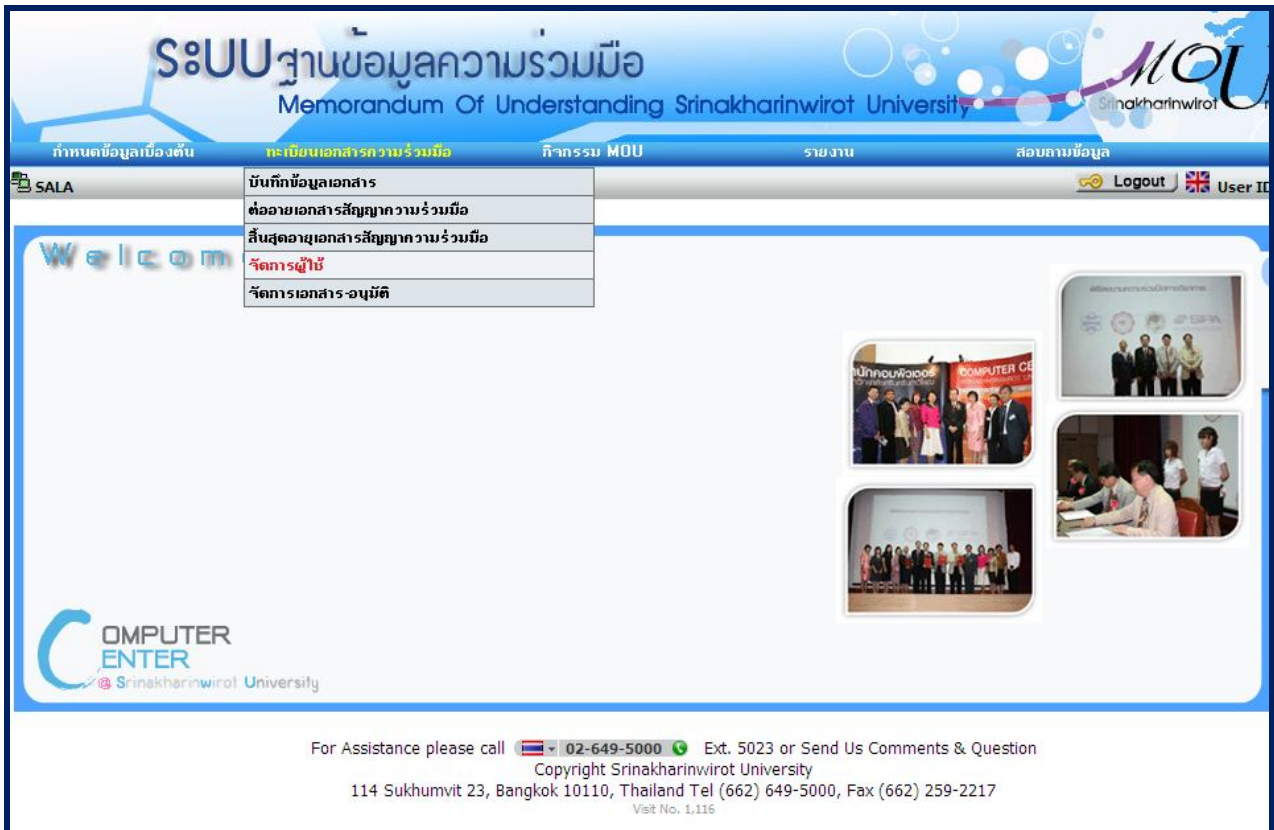 ระบบฐานข้อมูลความร่วมมือ
Memorandum Of Understanding Srinakharinwirot University
MOU
Srinakharinwirot
กำหนดข้อมูลเบื้องต้น ทะเบียนเอกสารความร่วมมือ กิจกรรม MOU รายงาน สอบถามข้อมูล
SALA Logout User ID
บันทึกข้อมูลเอกสาร
ต่ออายุเอกสารสัญญาความร่วมมือ
สิ้นสุดอายุเอกสารสัญญาความร่วมมือ
จัดการผู้ใช้
จัดการเอกสาร-อนุมัติ
Welcom
SPA
COMPUTER CE
COMPUTER
CENTER
@ Srinakharinwirot University
For Assistance please call 02-649-5000 Ext. 5023 or Send Us Comments & Question
Copyright Srinakharinwirot University
114 Sukhumvit 23, Bangkok 10110, Thailand Tel (662) 649-5000, Fax (662) 259-2217
Visit No. 1,116